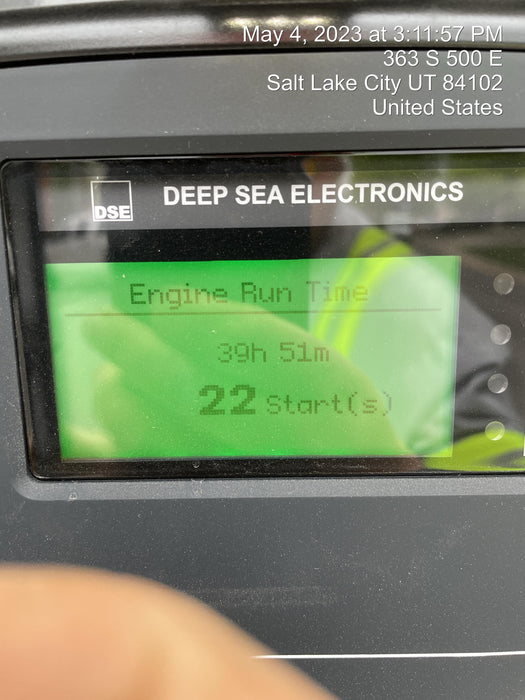 May 4, 2023 at 3:11:57 PM
363 S 500 E
Salt Lake City UT 84102
United States
DSE
DEEP SEA ELECTRONICS
Engine Run Time
39h 51m
22 Start(s)